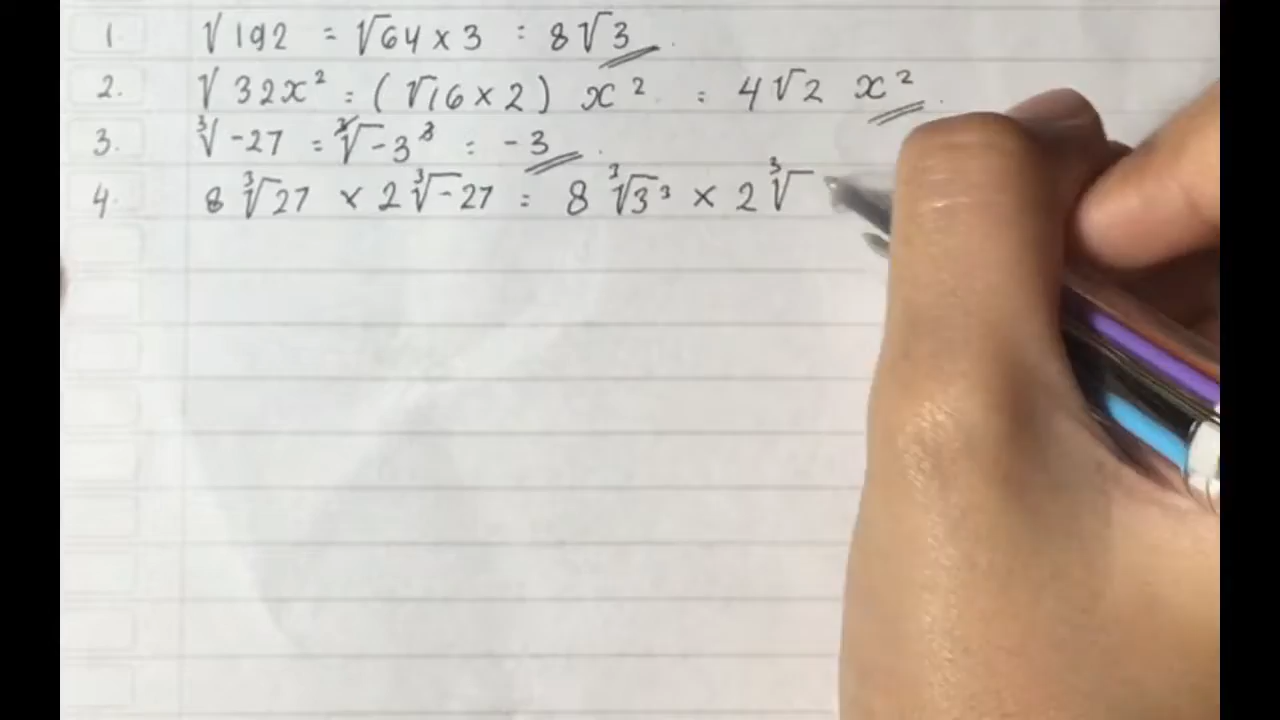 1. √192 = √64 × 3 = 8√3
2. √32x² = (√16 × 2) x² = 4√2 x²
3. ∛-27 = ∛-3³ = -3
4. 8 ∛27 × 2 ∛-27 = 8 ∛3³ × 2 ∛